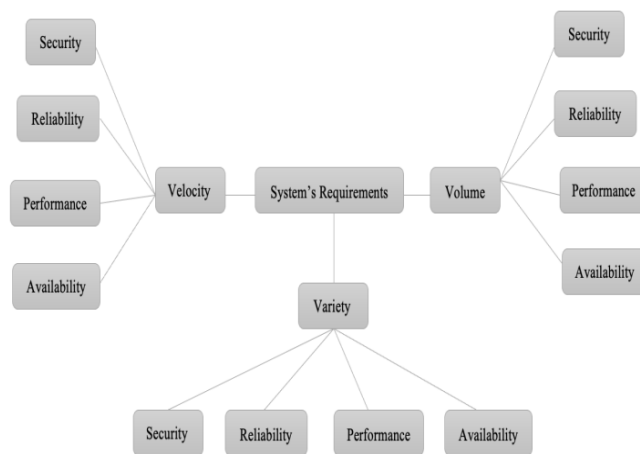 Security
Security
Reliability
Reliability
Velocity
System's Requirements
Volume
Performance
Performance
Availability
Availability
Variety
Security
Reliability
Performance
Availability